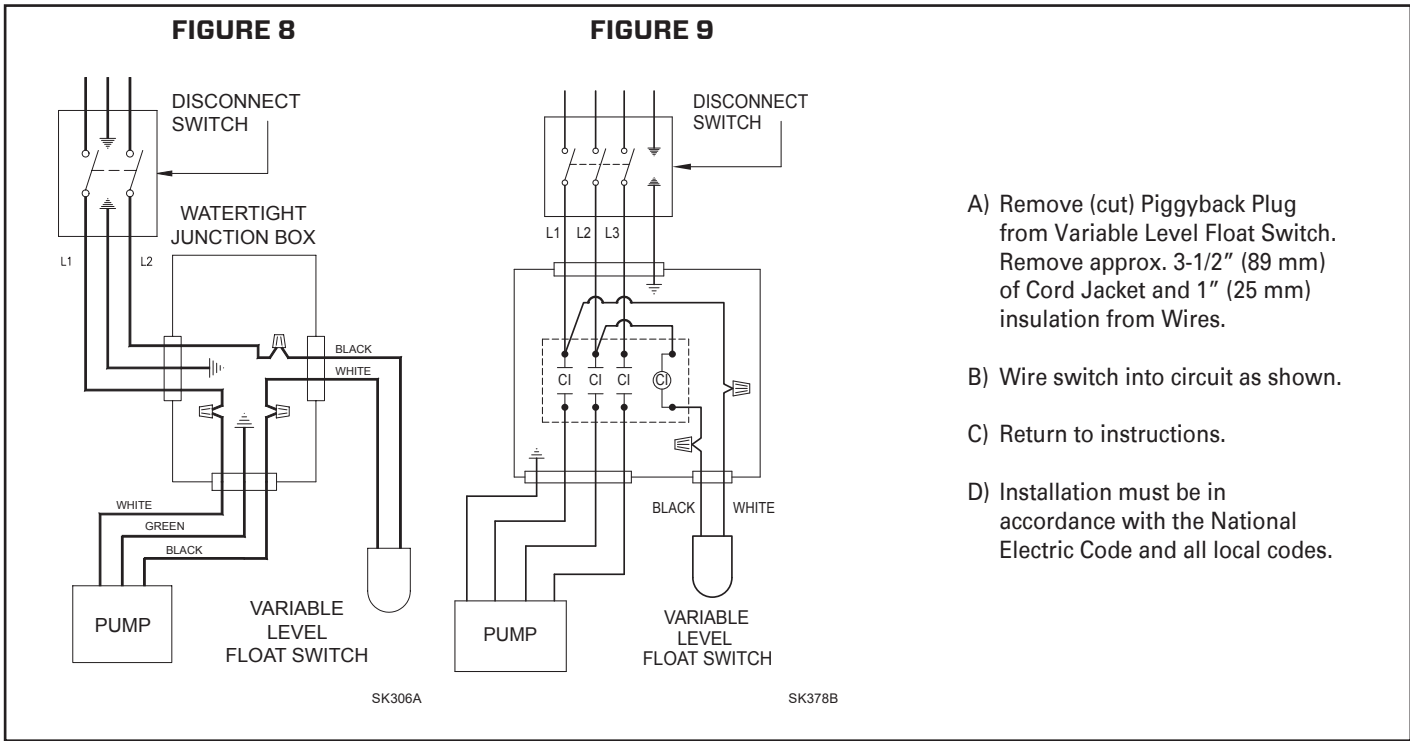 FIGURE 8
DISCONNECT
SWITCH
WATERTIGHT
JUNCTION BOX
L1
L2
BLACK
WHITE
WHITE
GREEN
BLACK
PUMP
VARIABLE
LEVEL
FLOAT SWITCH
SK306A
FIGURE 9
DISCONNECT
SWITCH
L1 L2 L3
CI CI CI CI
BLACK WHITE
PUMP
VARIABLE
LEVEL
FLOAT SWITCH
SK378B
A) Remove (cut) Piggyback Plug
from Variable Level Float Switch.
Remove approx. 3-1/2” (89 mm)
of Cord Jacket and 1” (25 mm)
insulation from Wires.
B) Wire switch into circuit as shown.
C) Return to instructions.
D) Installation must be in
accordance with the National
Electric Code and all local codes.